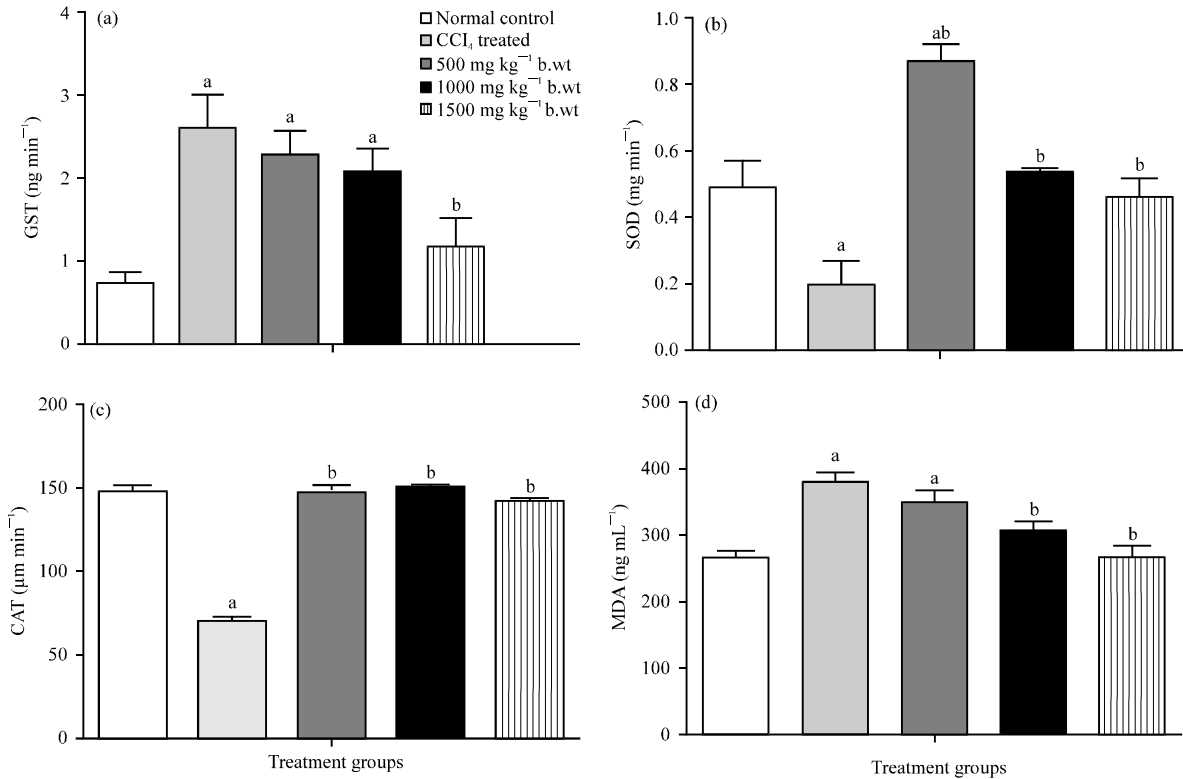 (a)
4
3
2
1
0
GST (ng min⁻¹)
a
a
a
b
Normal control
CCI₄ treated
500 mg kg⁻¹ b.wt
1000 mg kg⁻¹ b.wt
1500 mg kg⁻¹ b.wt
(b)
1.0
0.8
0.6
0.4
0.2
0.0
SOD (mg min⁻¹)
a
ab
b
b
(c)
200
150
100
50
0
CAT (μm min⁻¹)
a
b
b
b
Treatment groups
(d)
500
400
300
200
100
0
MDA (ng mL⁻¹)
a
a
b
b
Treatment groups